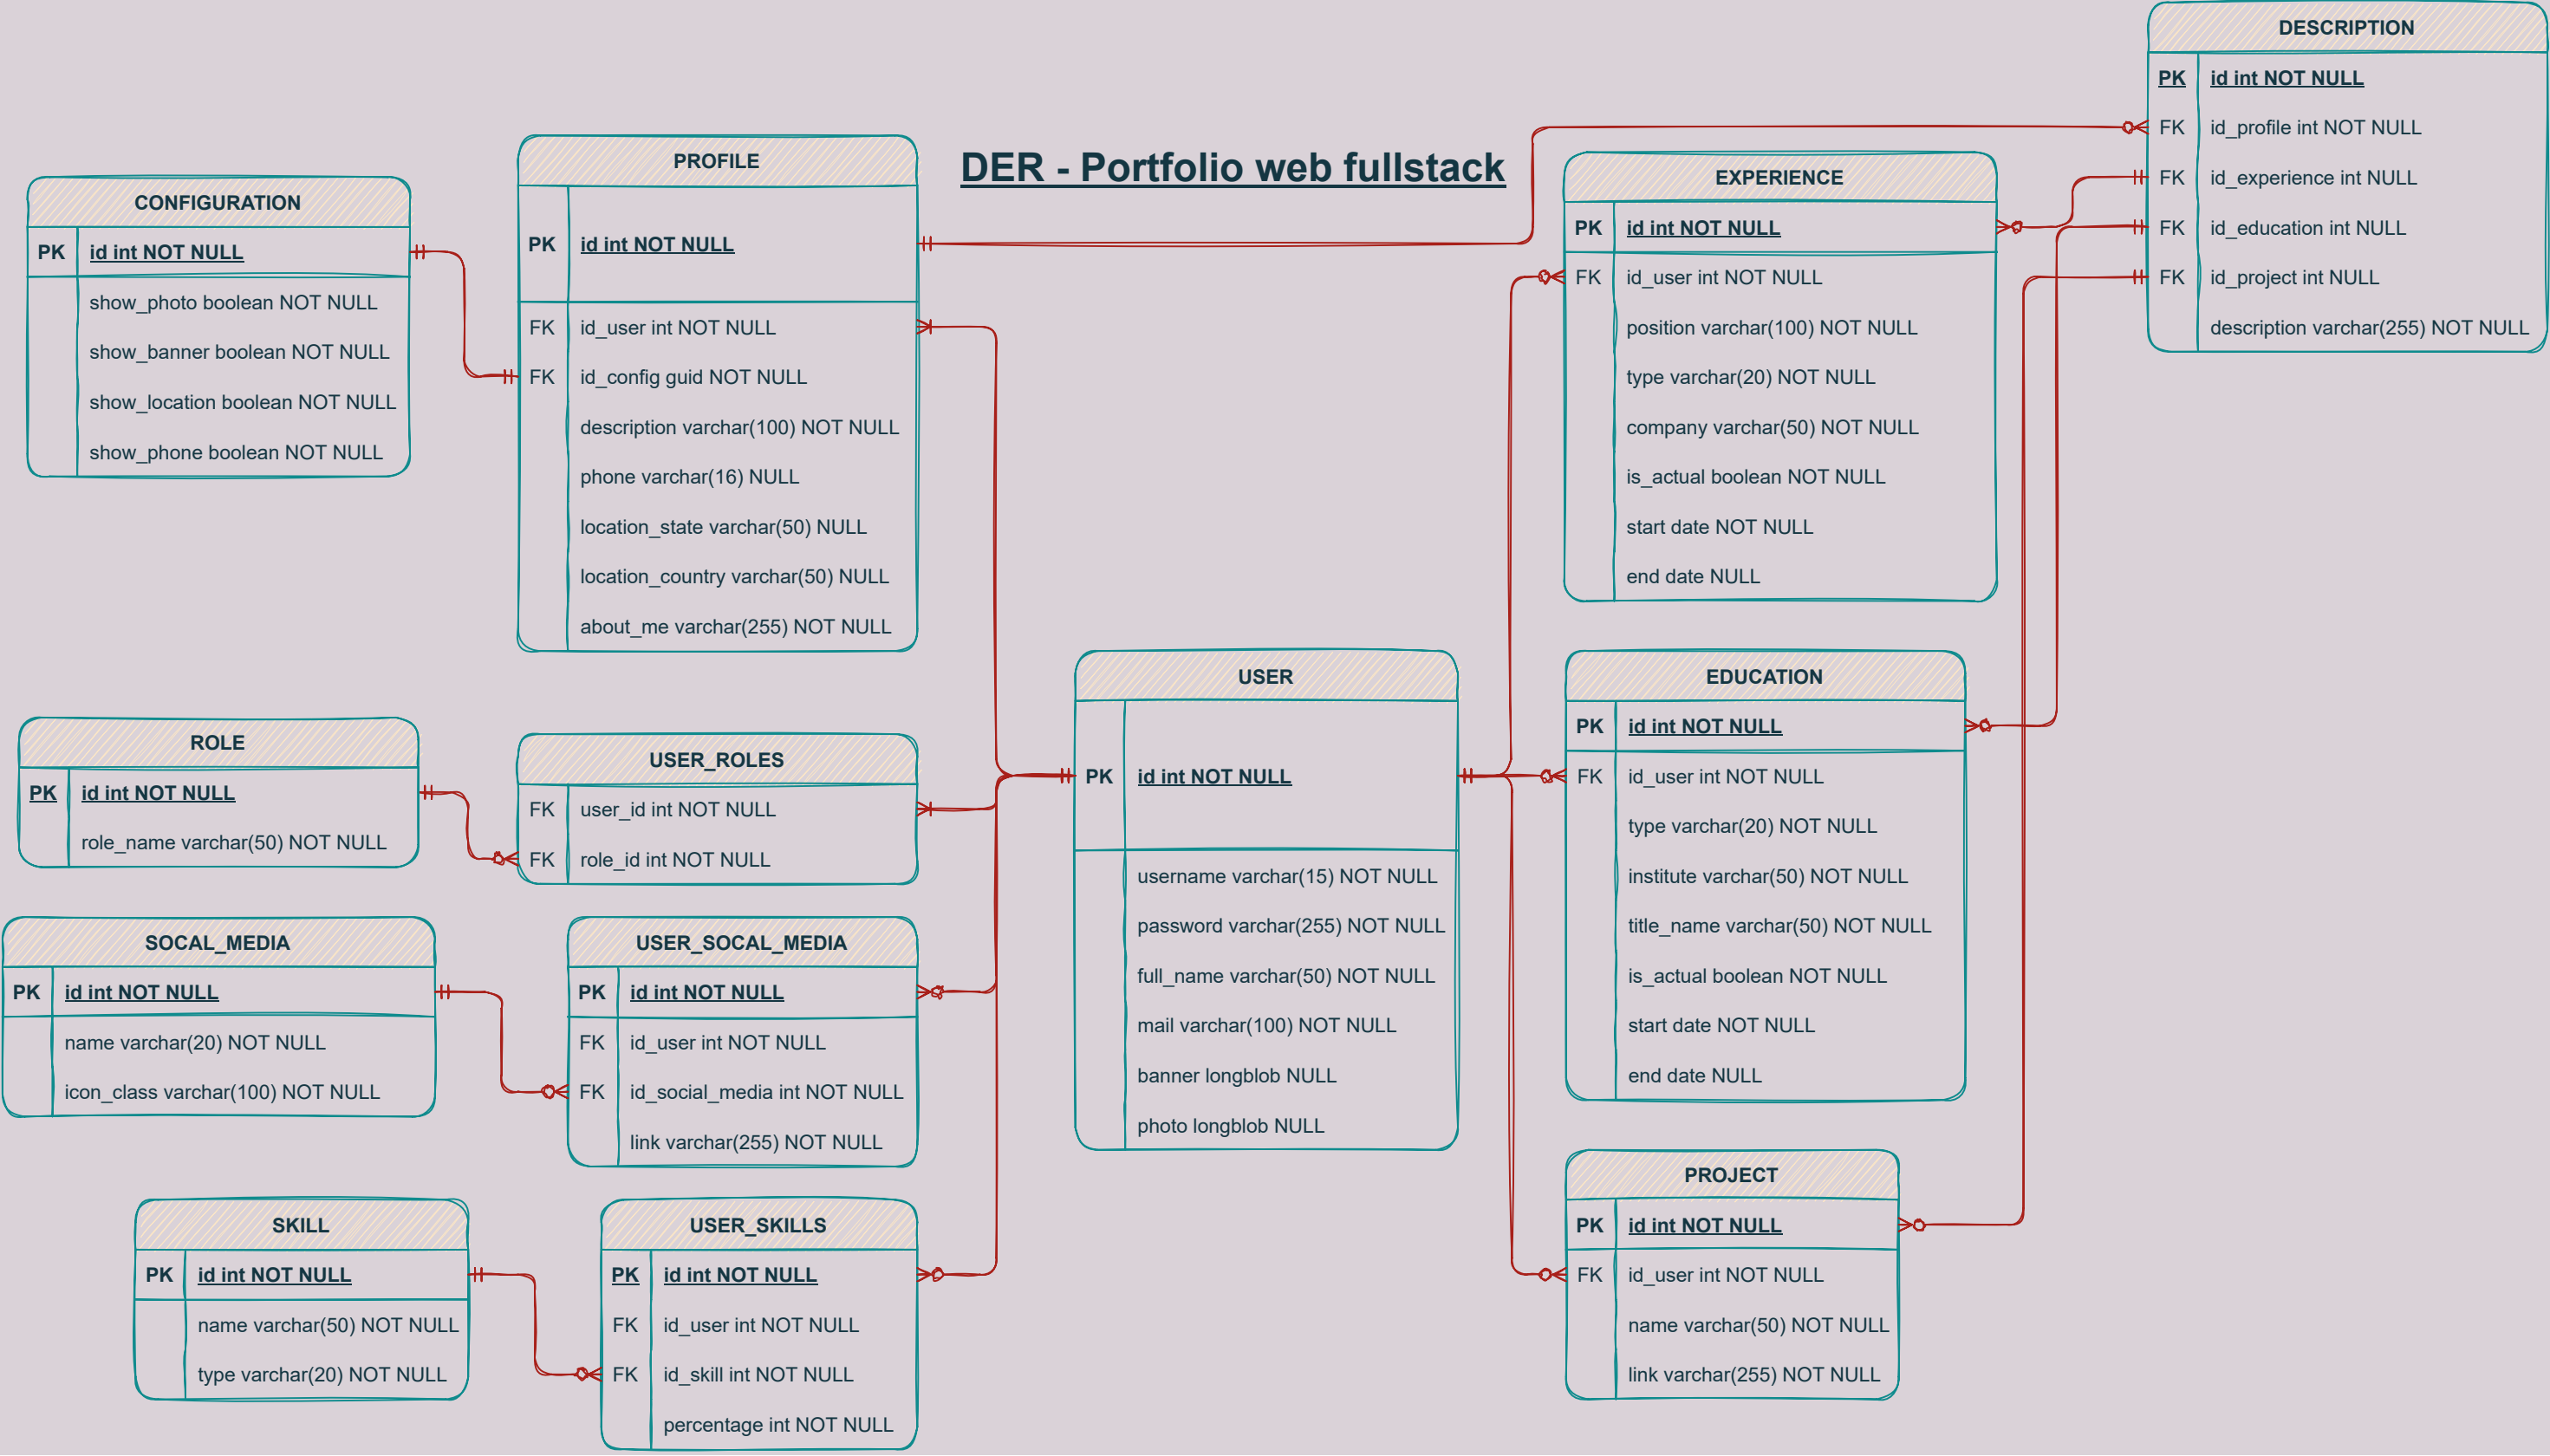 DER - Portfolio web fullstack
CONFIGURATION
PK id int NOT NULL
show_photo boolean NOT NULL
show_banner boolean NOT NULL
show_location boolean NOT NULL
show_phone boolean NOT NULL
PROFILE
PK id int NOT NULL
FK id_user int NOT NULL
FK id_config guid NOT NULL
description varchar(100) NOT NULL
phone varchar(16) NULL
location_state varchar(50) NULL
location_country varchar(50) NULL
about_me varchar(255) NOT NULL
ROLE
PK id int NOT NULL
role_name varchar(50) NOT NULL
USER_ROLES
FK user_id int NOT NULL
FK role_id int NOT NULL
SOCAL_MEDIA
PK id int NOT NULL
name varchar(20) NOT NULL
icon_class varchar(100) NOT NULL
USER_SOCAL_MEDIA
PK id int NOT NULL
FK id_user int NOT NULL
FK id_social_media int NOT NULL
link varchar(255) NOT NULL
SKILL
PK id int NOT NULL
name varchar(50) NOT NULL
type varchar(20) NOT NULL
USER_SKILLS
PK id int NOT NULL
FK id_user int NOT NULL
FK id_skill int NOT NULL
percentage int NOT NULL
USER
PK id int NOT NULL
username varchar(15) NOT NULL
password varchar(255) NOT NULL
full_name varchar(50) NOT NULL
mail varchar(100) NOT NULL
banner longblob NULL
photo longblob NULL
EXPERIENCE
PK id int NOT NULL
FK id_user int NOT NULL
position varchar(100) NOT NULL
type varchar(20) NOT NULL
company varchar(50) NOT NULL
is_actual boolean NOT NULL
start date NOT NULL
end date NULL
EDUCATION
PK id int NOT NULL
FK id_user int NOT NULL
type varchar(20) NOT NULL
institute varchar(50) NOT NULL
title_name varchar(50) NOT NULL
is_actual boolean NOT NULL
start date NOT NULL
end date NULL
PROJECT
PK id int NOT NULL
FK id_user int NOT NULL
name varchar(50) NOT NULL
link varchar(255) NOT NULL
DESCRIPTION
PK id int NOT NULL
FK id_profile int NOT NULL
FK id_experience int NULL
FK id_education int NULL
FK id_project int NULL
description varchar(255) NOT NULL